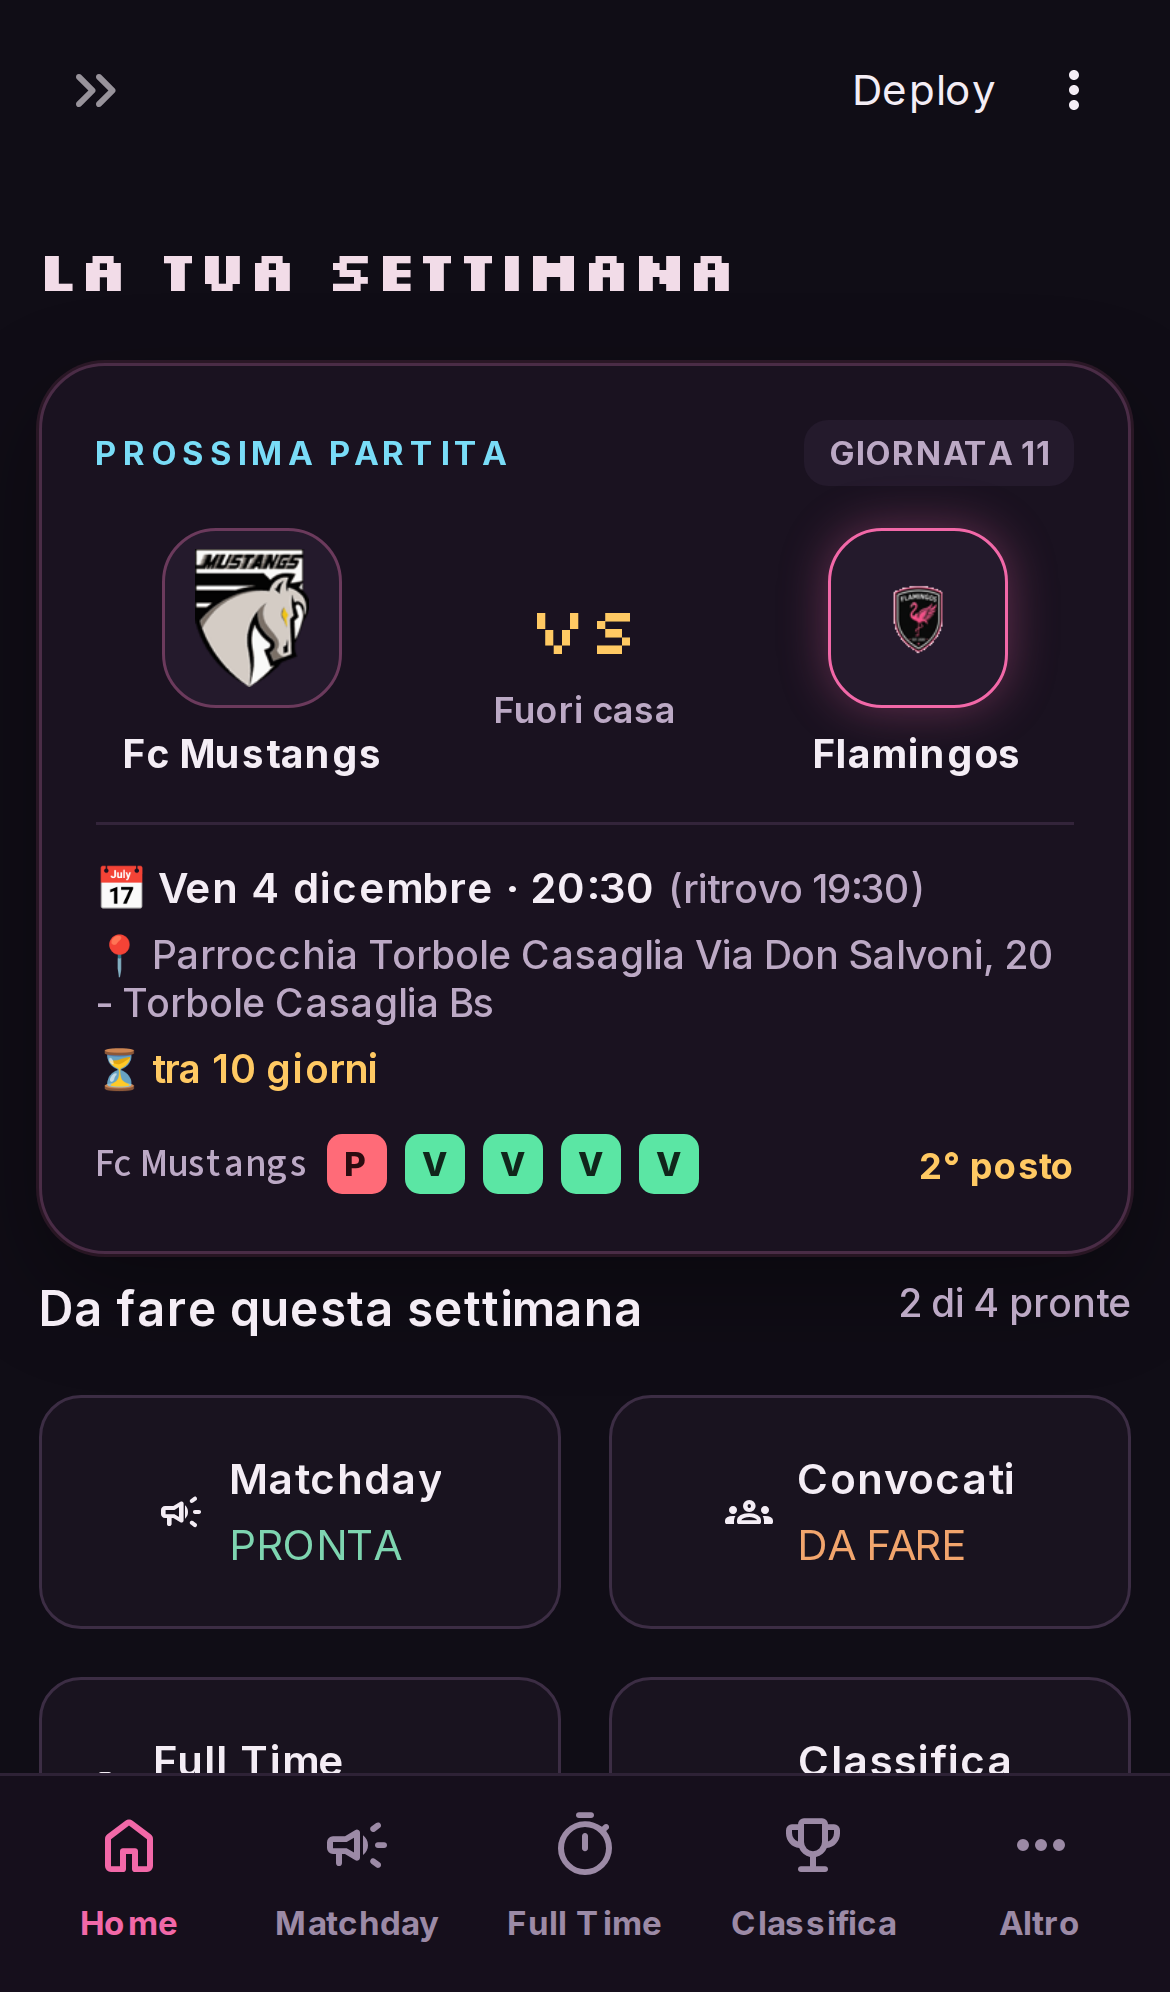 Deploy
LA TUA SETTIMANA
PROSSIMA PARTITA
GIORNATA 11
MUSTANGS
FLAMINGOS
VS
Fuori casa
Fc Mustangs
Flamingos
July
17
Ven 4 dicembre · 20:30 (ritrovo 19:30)
Parrocchia Torbole Casaglia Via Don Salvoni, 20
- Torbole Casaglia Bs
tra 10 giorni
Fc Mustangs P V V V V
2° posto
Da fare questa settimana
2 di 4 pronte
Matchday
PRONTA
Convocati
DA FARE
Full Time
Classifica
Home
Matchday
Full Time
Classifica
Altro